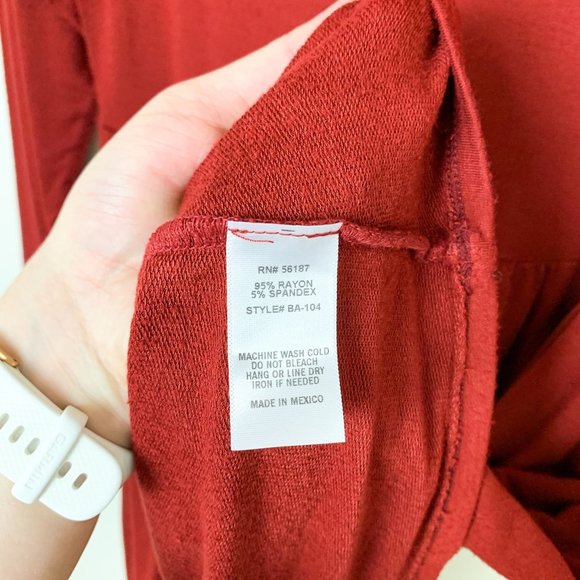 RN# 56187
95% RAYON
5% SPANDEX
STYLE# BA-104
MACHINE WASH COLD
DO NOT BLEACH
HANG OR LINE DRY
IRON IF NEEDED
MADE IN MEXICO
GARMIN